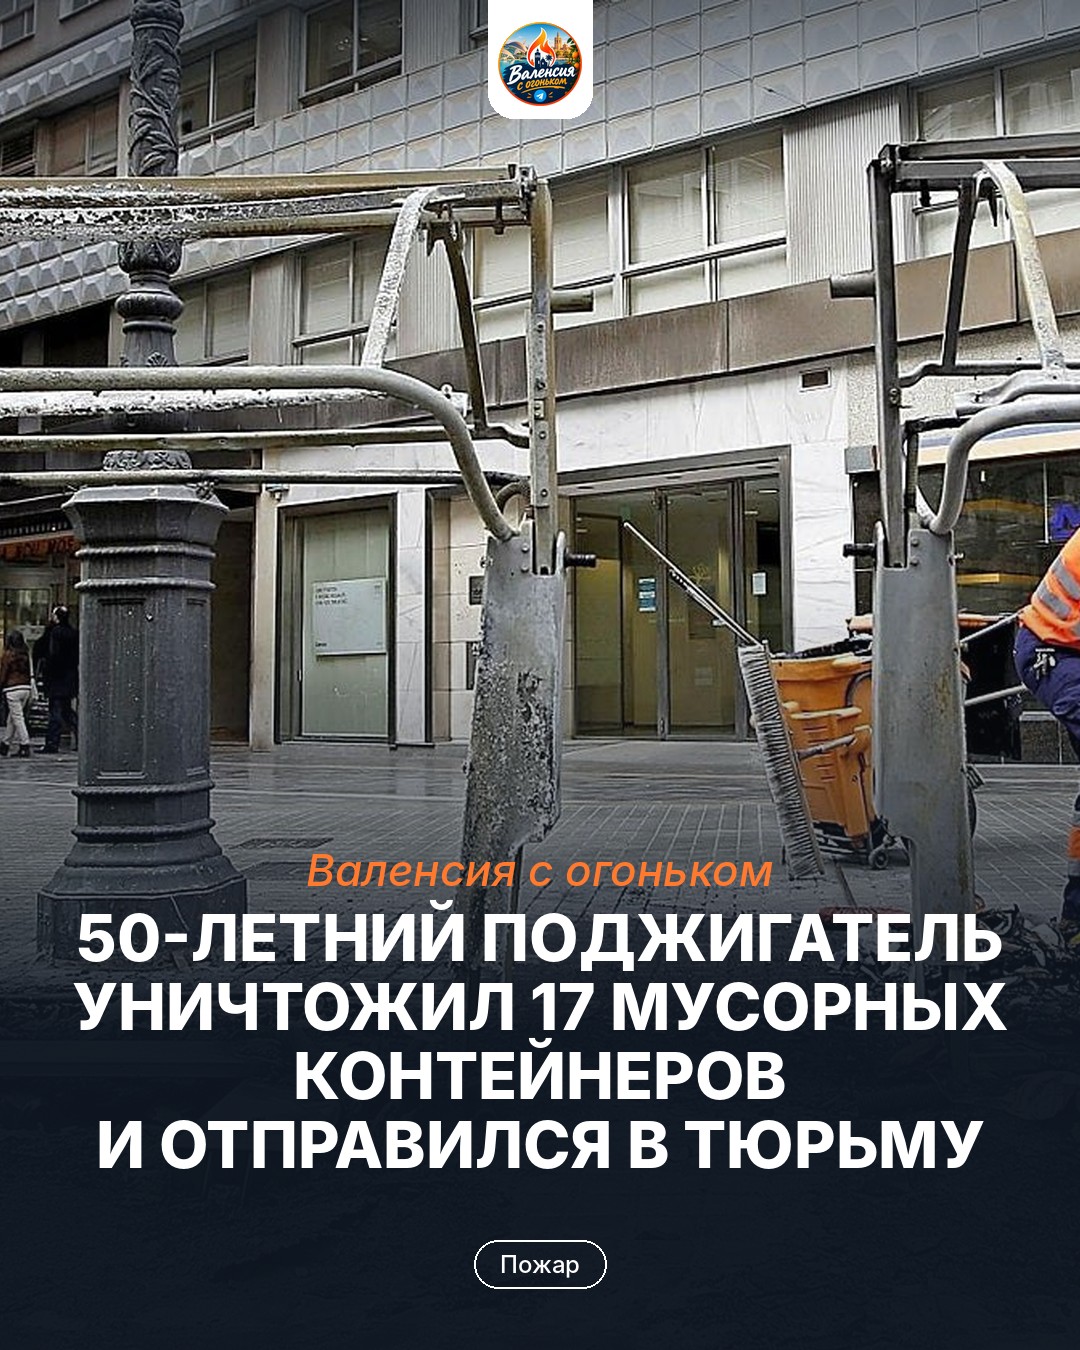 Валенсия
с огоньком
Валенсия с огоньком
50-ЛЕТНИЙ ПОДЖИГАТЕЛЬ
УНИЧТОЖИЛ 17 МУСОРНЫХ
КОНТЕЙНЕРОВ
И ОТПРАВИЛСЯ В ТЮРЬМУ
Пожар